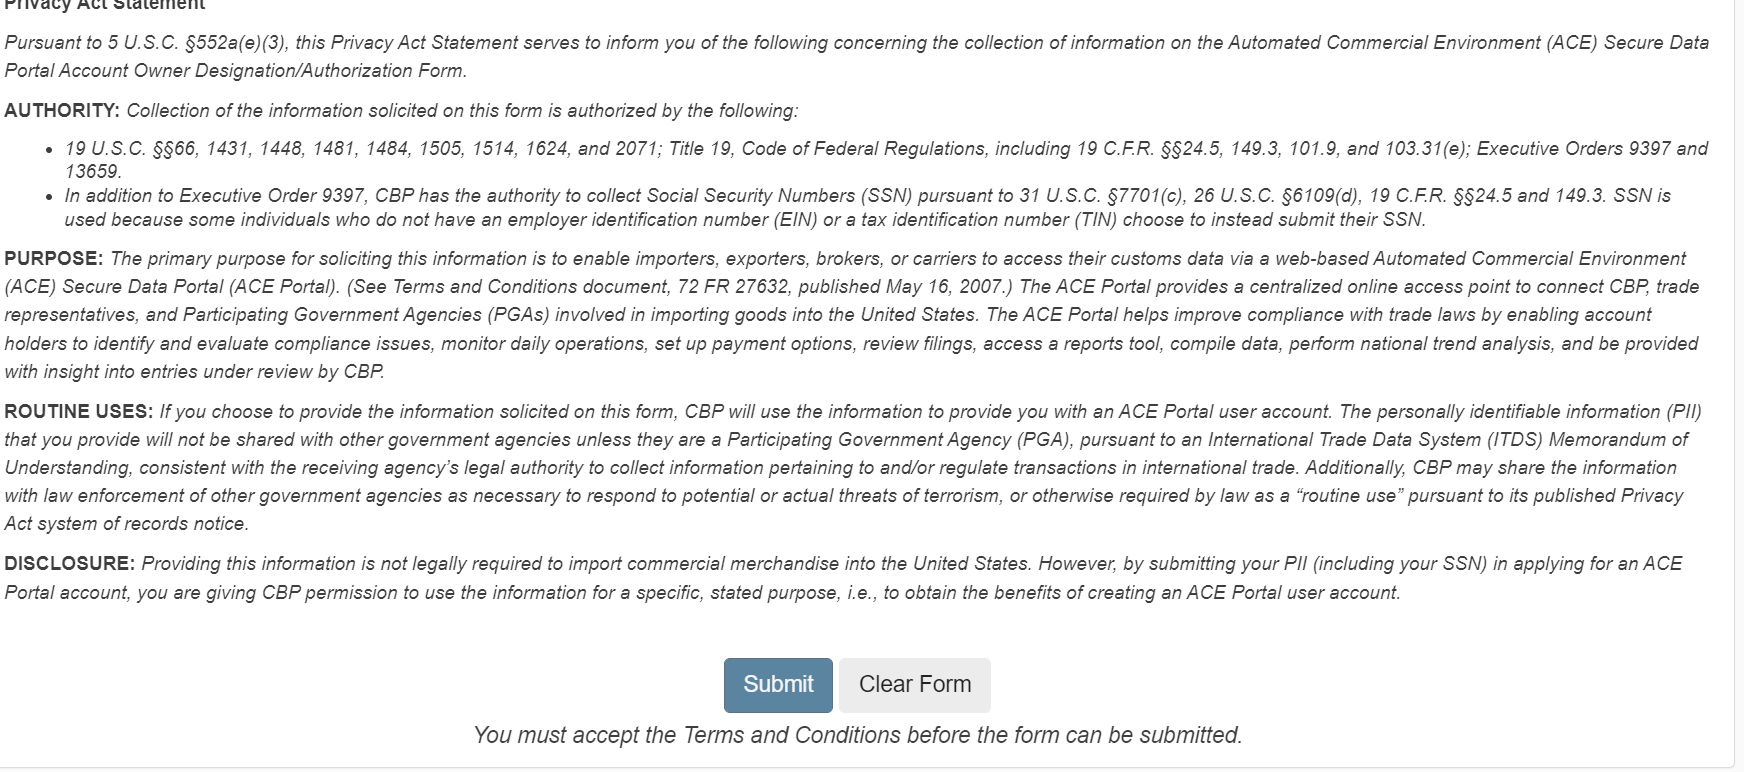 Privacy Act Statement
Pursuant to 5 U.S.C. §552a(e)(3), this Privacy Act Statement serves to inform you of the following concerning the collection of information on the Automated Commercial Environment (ACE) Secure Data
Portal Account Owner Designation/Authorization Form.
AUTHORITY: Collection of the information solicited on this form is authorized by the following:
• 19 U.S.C. §§66, 1431, 1448, 1481, 1484, 1505, 1514, 1624, and 2071; Title 19, Code of Federal Regulations, including 19 C.F.R. §§24.5, 149.3, 101.9, and 103.31(e); Executive Orders 9397 and
13659.
• In addition to Executive Order 9397, CBP has the authority to collect Social Security Numbers (SSN) pursuant to 31 U.S.C. §7701(c), 26 U.S.C. §6109(d), 19 C.F.R. §§24.5 and 149.3. SSN is
used because some individuals who do not have an employer identification number (EIN) or a tax identification number (TIN) choose to instead submit their SSN.
PURPOSE: The primary purpose for soliciting this information is to enable importers, exporters, brokers, or carriers to access their customs data via a web-based Automated Commercial Environment
(ACE) Secure Data Portal (ACE Portal). (See Terms and Conditions document, 72 FR 27632, published May 16, 2007.) The ACE Portal provides a centralized online access point to connect CBP, trade
representatives, and Participating Government Agencies (PGAs) involved in importing goods into the United States. The ACE Portal helps improve compliance with trade laws by enabling account
holders to identify and evaluate compliance issues, monitor daily operations, set up payment options, review filings, access a reports tool, compile data, perform national trend analysis, and be provided
with insight into entries under review by CBP.
ROUTINE USES: If you choose to provide the information solicited on this form, CBP will use the information to provide you with an ACE Portal user account. The personally identifiable information (PII)
that you provide will not be shared with other government agencies unless they are a Participating Government Agency (PGA), pursuant to an International Trade Data System (ITDS) Memorandum of
Understanding, consistent with the receiving agency’s legal authority to collect information pertaining to and/or regulate transactions in international trade. Additionally, CBP may share the information
with law enforcement of other government agencies as necessary to respond to potential or actual threats of terrorism, or otherwise required by law as a “routine use” pursuant to its published Privacy
Act system of records notice.
DISCLOSURE: Providing this information is not legally required to import commercial merchandise into the United States. However, by submitting your PII (including your SSN) in applying for an ACE
Portal account, you are giving CBP permission to use the information for a specific, stated purpose, i.e., to obtain the benefits of creating an ACE Portal user account.
Submit Clear Form
You must accept the Terms and Conditions before the form can be submitted.